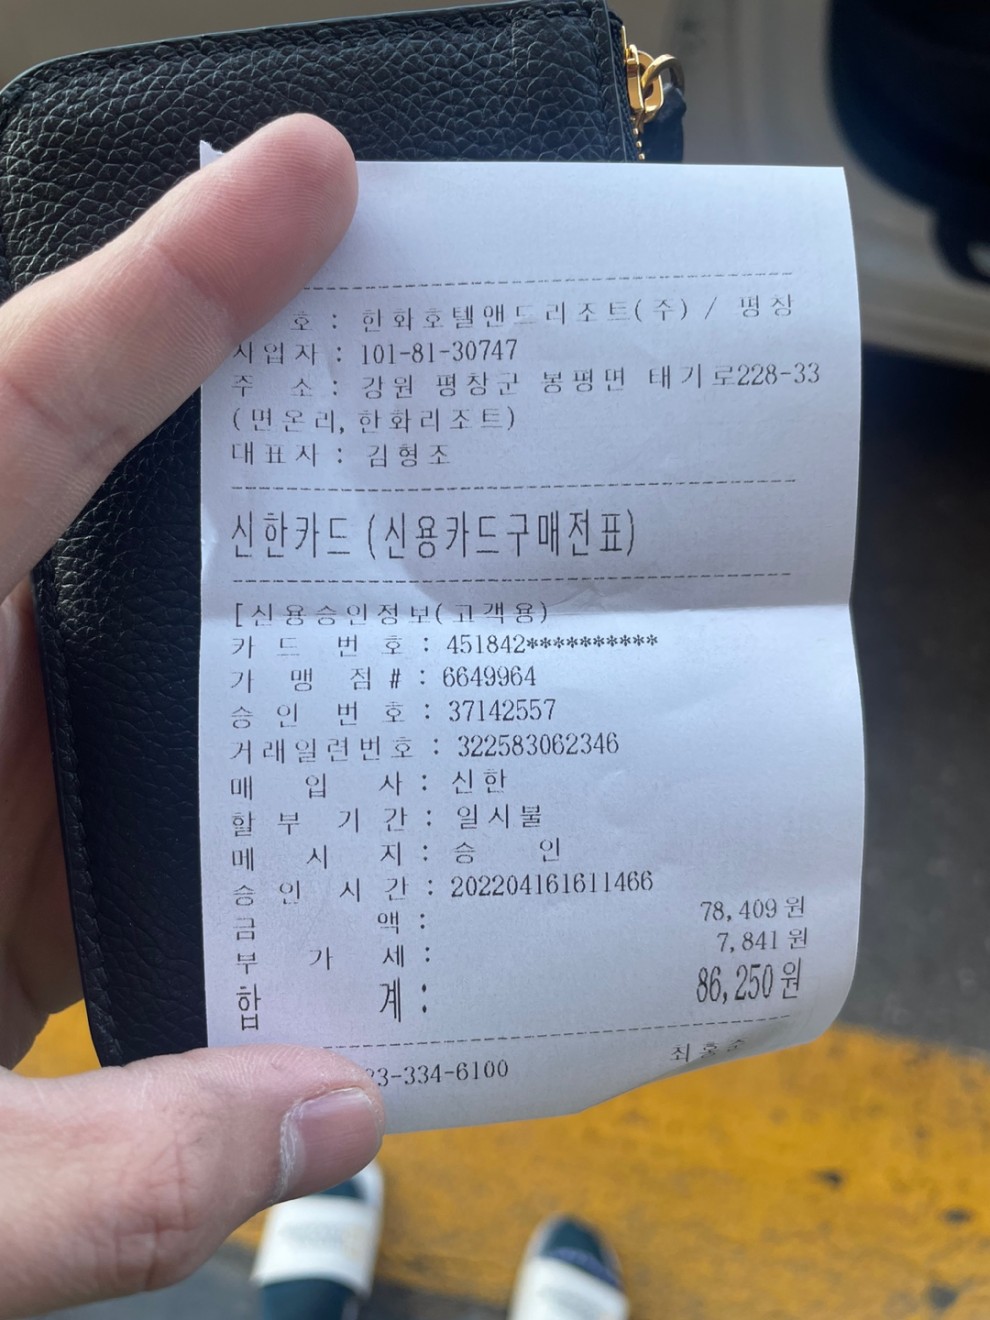 호 : 한화호텔앤드리조트(주) / 평창
사업자 : 101-81-30747
주 소 : 강원 평창군 봉평면 태기로228-33
(면온리, 한화리조트)
대표자 : 김형조
신한카드 (신용카드구매전표)
[신용승인정보(고객용)
카 드 번 호 : 451842**********
가 맹 점 # : 6649964
승 인 번 호 : 37142557
거래일련번호 : 322583062346
매 입 사 : 신한
할 부 기 간 : 일시불
메 시 지 : 승 인
승 인 시 간 : 202204161611466
금 액 : 78,409 원
부 가 세 : 7,841 원
합 계 : 86,250 원
33-334-6100 최